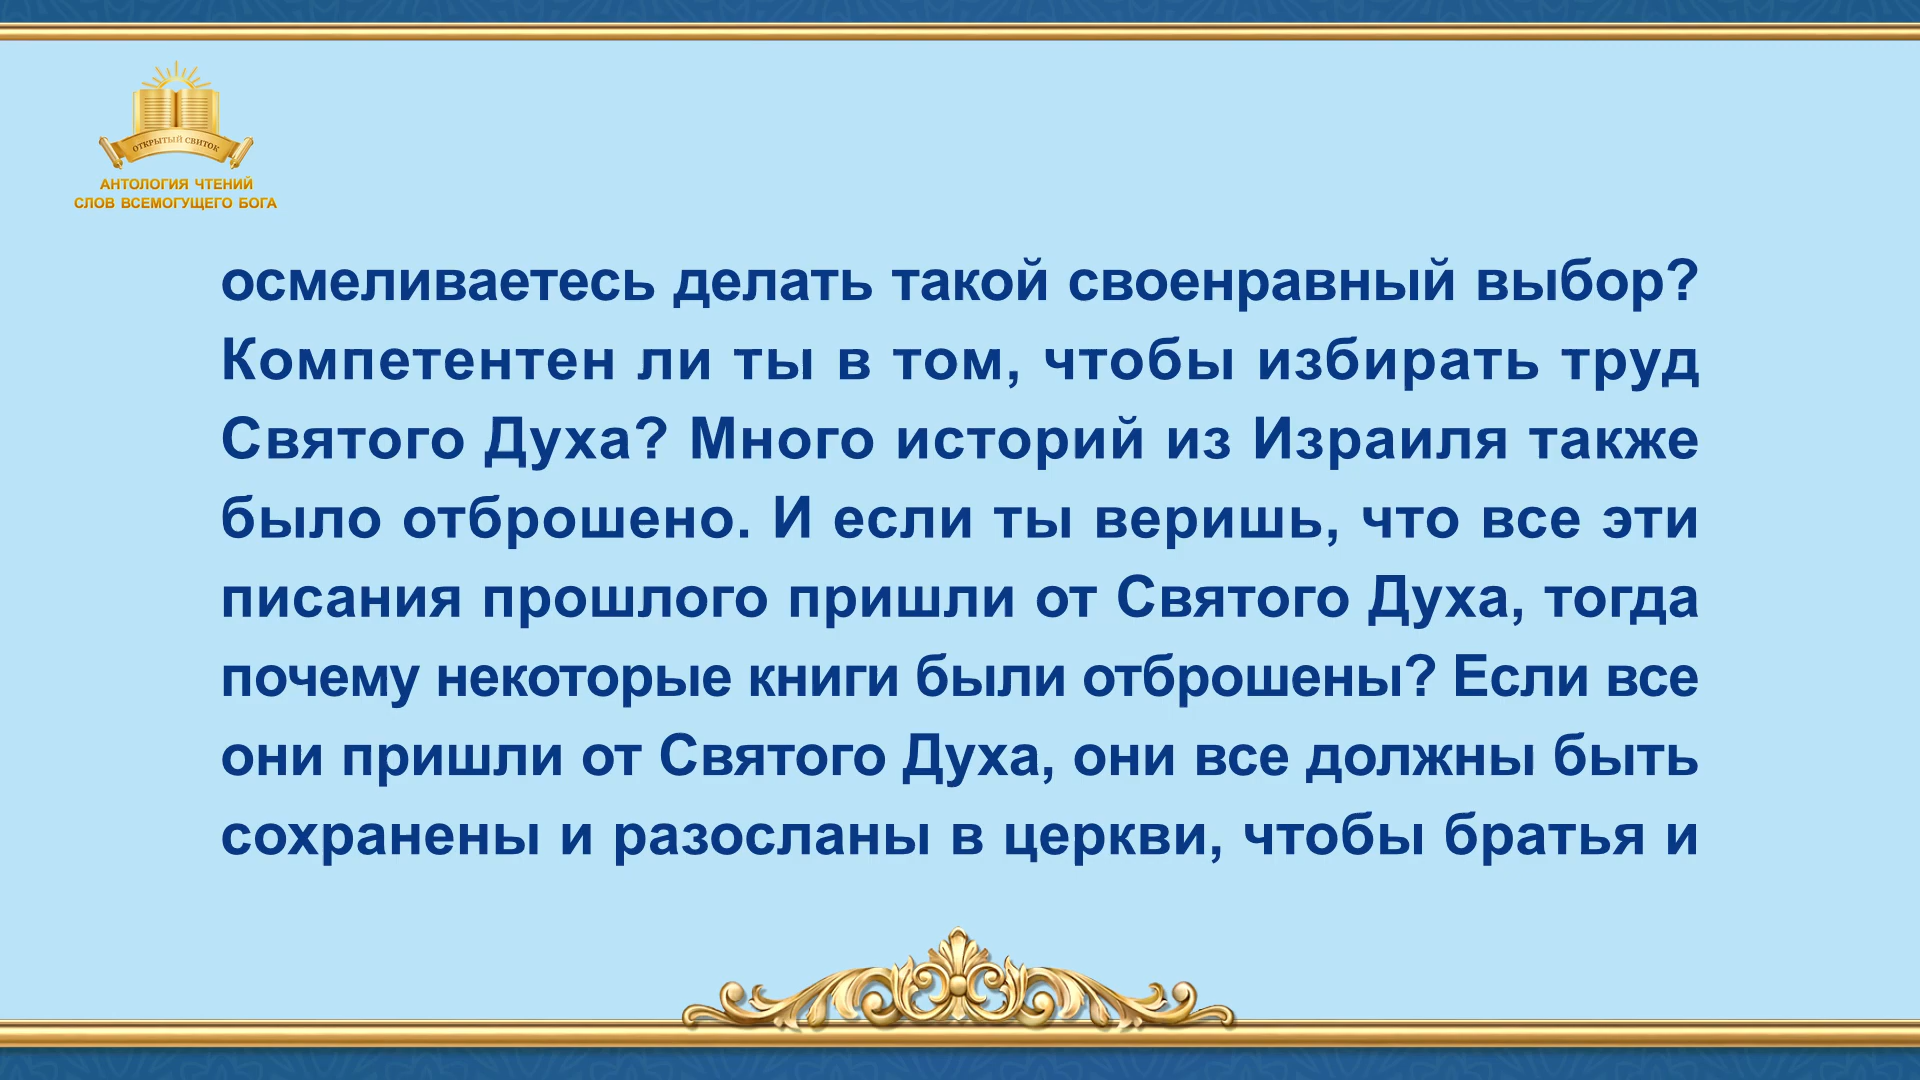 ОТКРЫТЫЙ СВИТОК
АНТОЛОГИЯ ЧТЕНИЙ
СЛОВ ВСЕМОГУЩЕГО БОГА
осмеливаетесь делать такой своенравный выбор?
Компетентен ли ты в том, чтобы избирать труд
Святого Духа? Много историй из Израиля также
было отброшено. И если ты веришь, что все эти
писания прошлого пришли от Святого Духа, тогда
почему некоторые книги были отброшены? Если все
они пришли от Святого Духа, они все должны быть
сохранены и разосланы в церкви, чтобы братья и